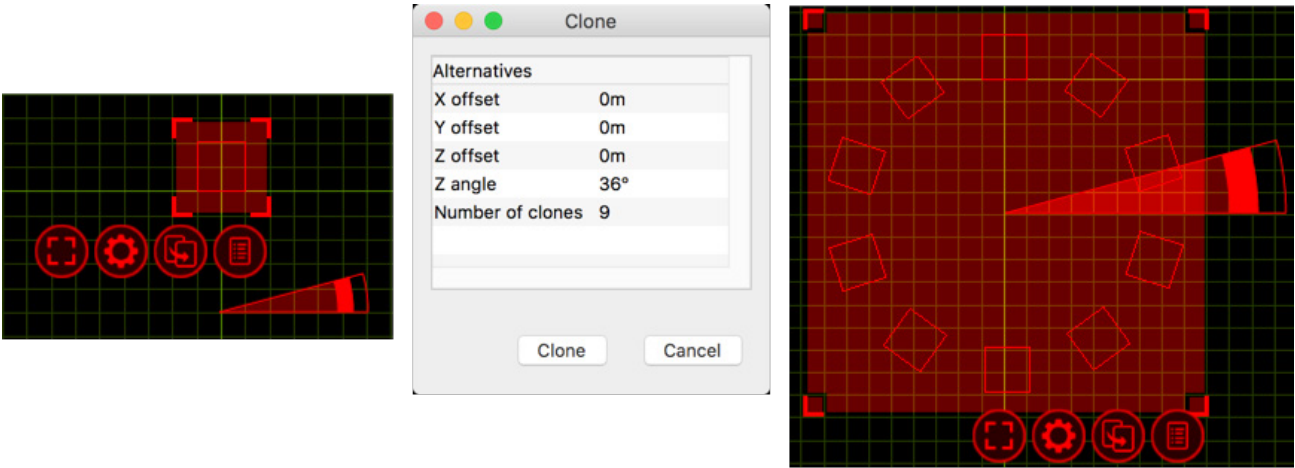 Clone
Alternatives
X offset 0m
Y offset 0m
Z offset 0m
Z angle 36°
Number of clones 9
Clone Cancel